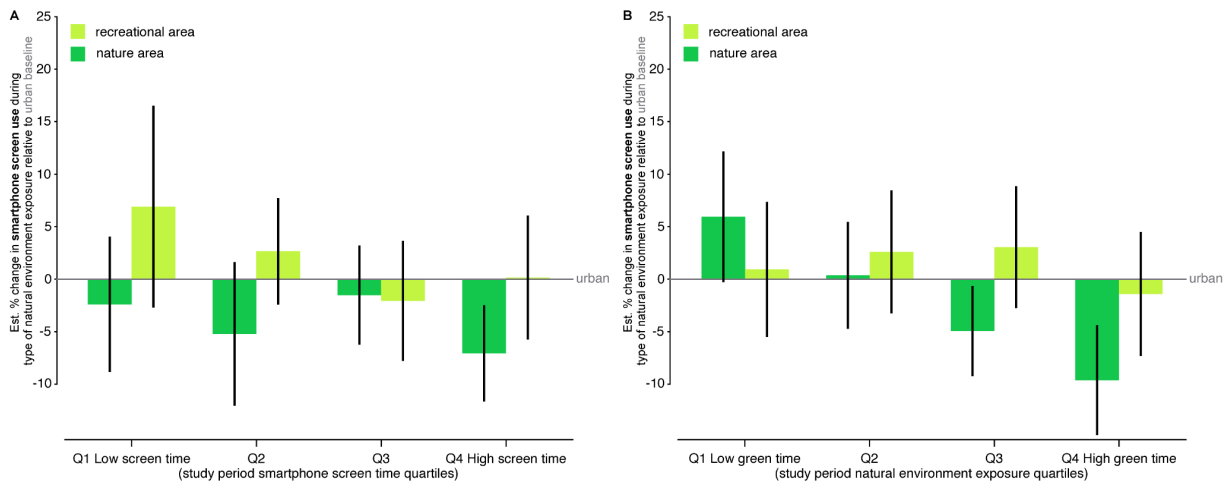 A
recreational area
nature area
Est. % change in smartphone screen use during
type of natural environment exposure relative to urban baseline
25
20
15
10
5
0
-5
-10
urban
Q1 Low screen time
Q2
Q3
Q4 High screen time
(study period smartphone screen time quartiles)
B
recreational area
nature area
Est. % change in smartphone screen use during
type of natural environment exposure relative to urban baseline
25
20
15
10
5
0
-5
-10
urban
Q1 Low green time
Q2
Q3
Q4 High green time
(study period natural environment exposure quartiles)